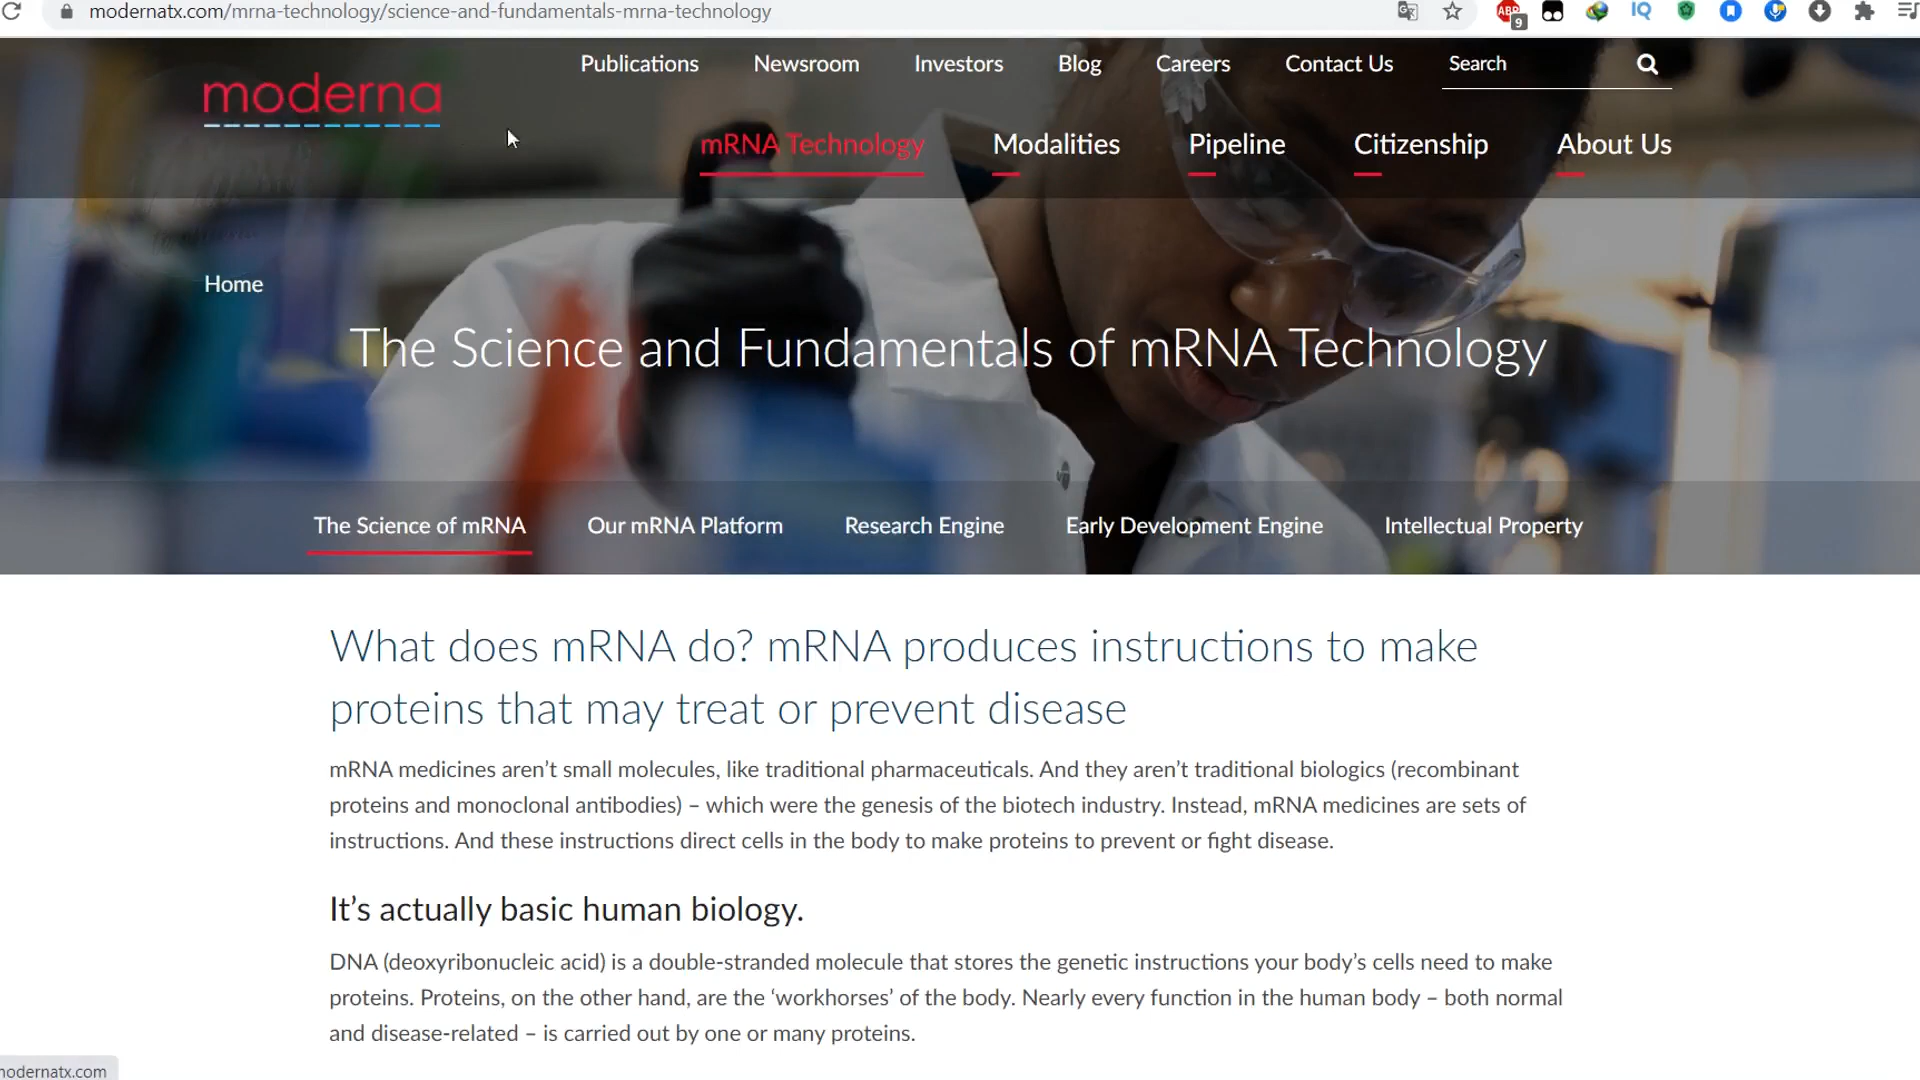 modernatx.com/mrna-technology/science-and-fundamentals-mrna-technology
ABP
9
IQ
Publications
Newsroom
Investors
Blog
Careers
Contact Us
Search
moderna
mRNA Technology
Modalities
Pipeline
Citizenship
About Us
Home
The Science and Fundamentals of mRNA Technology
The Science of mRNA
Our mRNA Platform
Research Engine
Early Development Engine
Intellectual Property
What does mRNA do? mRNA produces instructions to make
proteins that may treat or prevent disease
mRNA medicines aren’t small molecules, like traditional pharmaceuticals. And they aren’t traditional biologics (recombinant
proteins and monoclonal antibodies) – which were the genesis of the biotech industry. Instead, mRNA medicines are sets of
instructions. And these instructions direct cells in the body to make proteins to prevent or fight disease.
It’s actually basic human biology.
DNA (deoxyribonucleic acid) is a double-stranded molecule that stores the genetic instructions your body’s cells need to make
proteins. Proteins, on the other hand, are the ‘workhorses’ of the body. Nearly every function in the human body – both normal
and disease-related – is carried out by one or many proteins.
modernatx.com